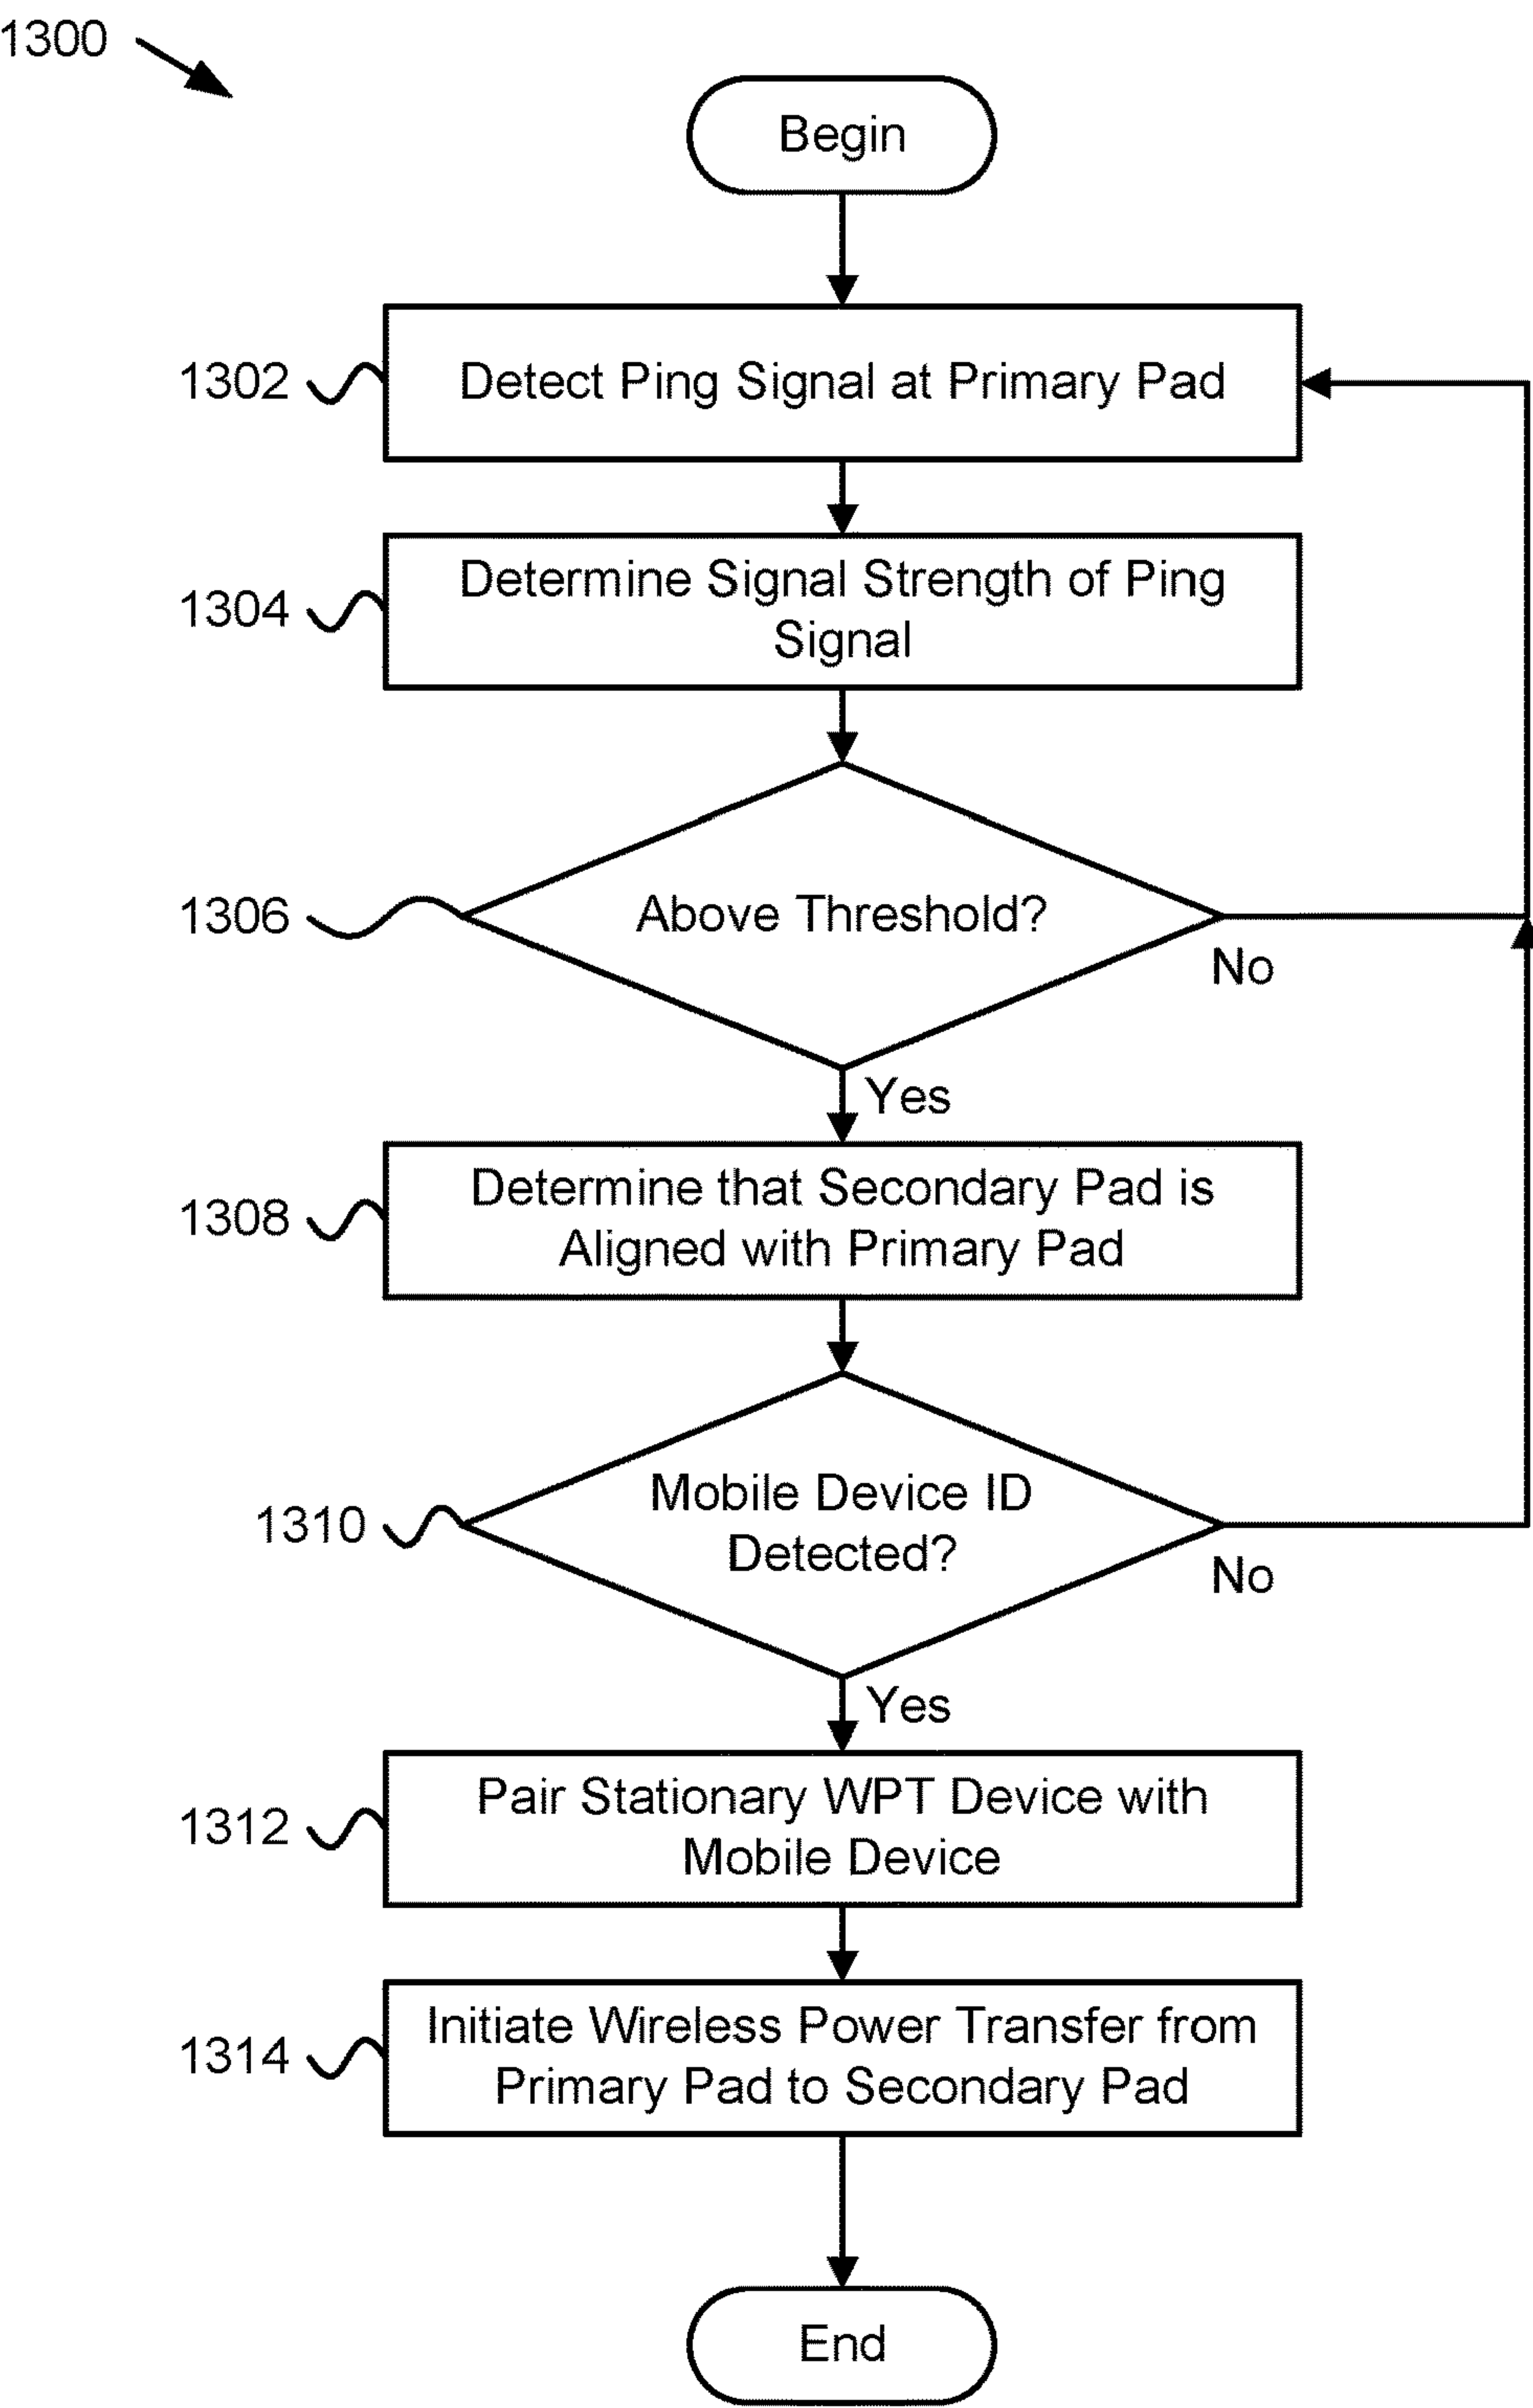 1300
Begin
1302
Detect Ping Signal at Primary Pad
1304
Determine Signal Strength of Ping
Signal
1306
Above Threshold?
No
Yes
1308
Determine that Secondary Pad is
Aligned with Primary Pad
1310
Mobile Device ID
Detected?
No
Yes
1312
Pair Stationary WPT Device with
Mobile Device
1314
Initiate Wireless Power Transfer from
Primary Pad to Secondary Pad
End